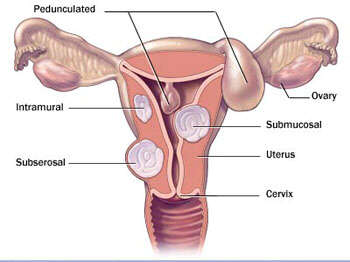 Pedunculated
Ovary
Intramural
Submucosal
Subserosal
Uterus
Cervix